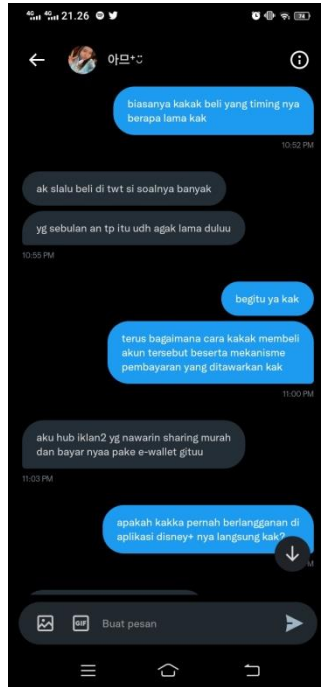 21.26
아므⁺
biasanya kakak beli yang timing nya
berapa lama kak
10:52 PM
ak slalu beli di twt si soalnya banyak
yg sebulan an tp itu udh agak lama duluu
10:55 PM
begitu ya kak
terus bagaimana cara kakak membeli
akun tersebut beserta mekanisme
pembayaran yang ditawarkan kak
11:00 PM
aku hub iklan2 yg nawarin sharing murah
dan bayar nyaa pake e-wallet gituu
11:03 PM
apakah kakka pernah berlangganan di
aplikasi disney+ nya langsung kak?
GIF
Buat pesan